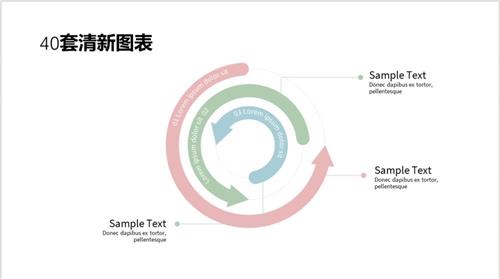 40套清新图表
01 Lorem ipsum dolor sit
Lorem ipsum dolor sit 02
03 Lorem ipsum dolor sit
Sample Text
Donec dapibus ex tortor,
pellentesque
Sample Text
Donec dapibus ex tortor,
pellentesque
Sample Text
Donec dapibus ex tortor,
pellentesque